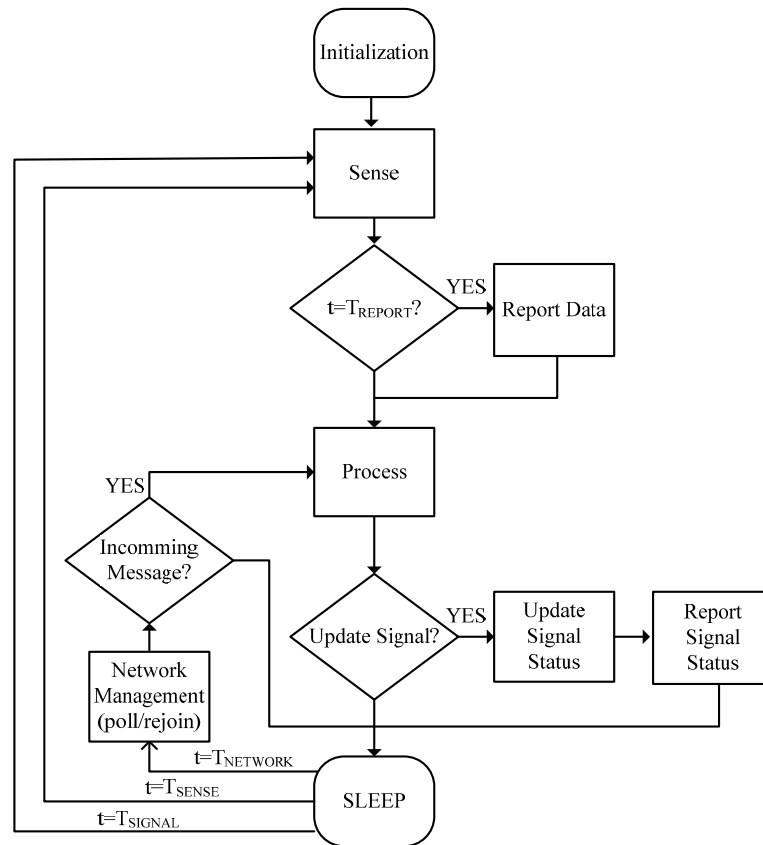 Initialization
Sense
t=TREPORT?
YES
Report Data
Process
YES
Incomming
Message?
Update Signal?
YES
Update
Signal
Status
Report
Signal
Status
Network
Management
(poll/rejoin)
t=TNETWORK
t=TSENSE
t=TSIGNAL
SLEEP